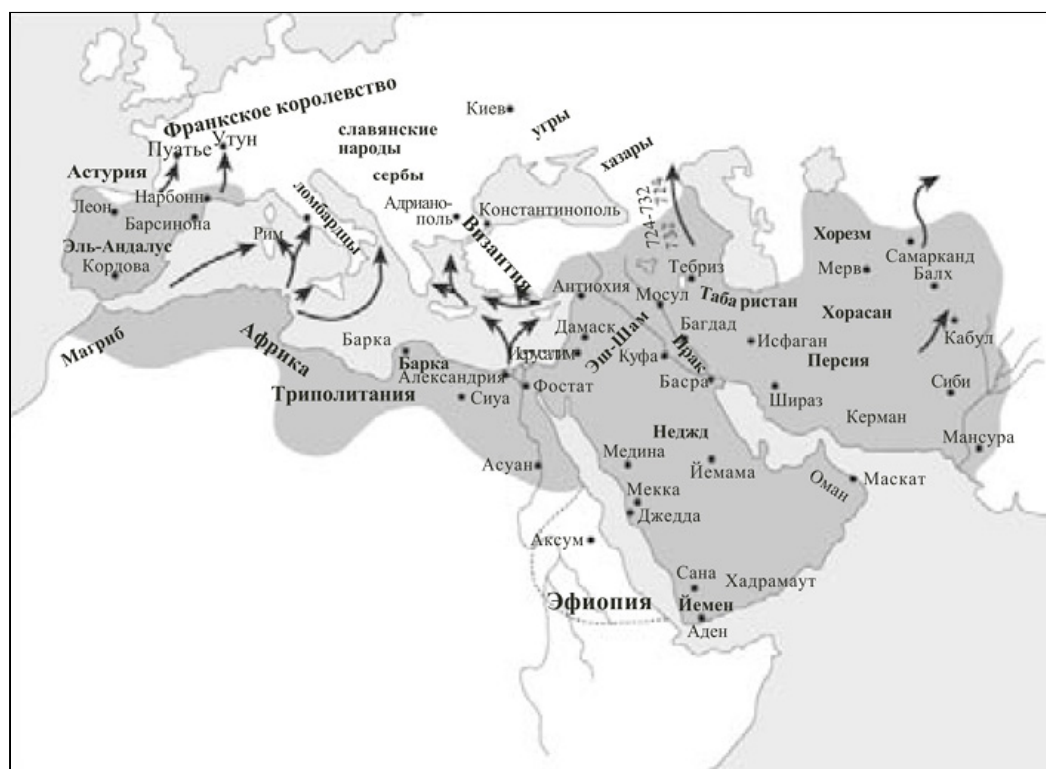 Франкское королевство
Киев
угры
хазары
славянские
народы
сербы
Утун
Пуатье
Астурия
Нарбонн
Леон
Барсинона
ломбардцы
Рим
Адриано-
поль
Константинополь
Византия
724-732
Эль-Андалус
Кордова
Хорезм
Самарканд
Мерв
Балх
Тебриз
Табаристан
Антиохия
Мосул
Хорасан
Кабул
Дамаск
Эш-Шам
Багдад
Ирак
Исфаган
Персия
Магриб
Африка
Барка
Барка
Куфа
Александрия
Фостат
Басра
Шираз
Сиби
Триполитания
Сиуа
Керман
Мансура
Неджд
Медина
Йемама
Асуан
Оман
Маскат
Мекка
Джедда
Аксум
Сана
Хадрамаут
Эфиопия
Йемен
Аден